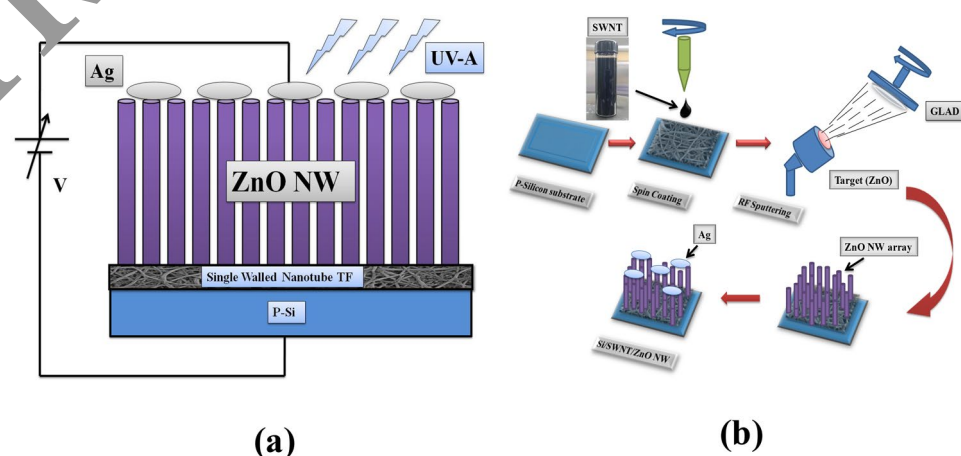 Ag
UV-A
V
ZnO NW
Single Walled Nanotube TF
P-Si
(a)
SWNT
GLAD
Target (ZnO)
P-Silicon substrate
Spin Coating
RF Sputtering
Ag
ZnO NW array
Si/SWNT/ZnO NW
(b)